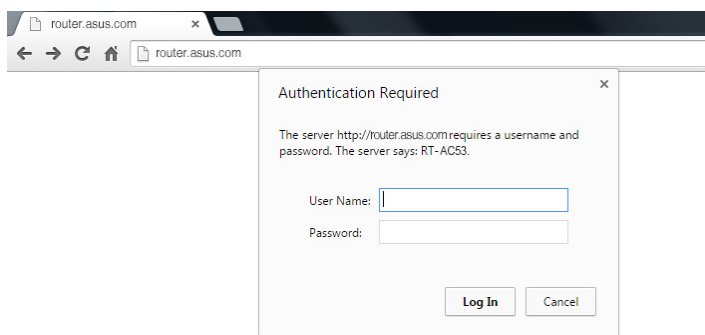 router.asus.com
router.asus.com
Authentication Required
The server http://router.asus.com requires a username and
password. The server says: RT-AC53.
User Name:
Password:
Log In Cancel